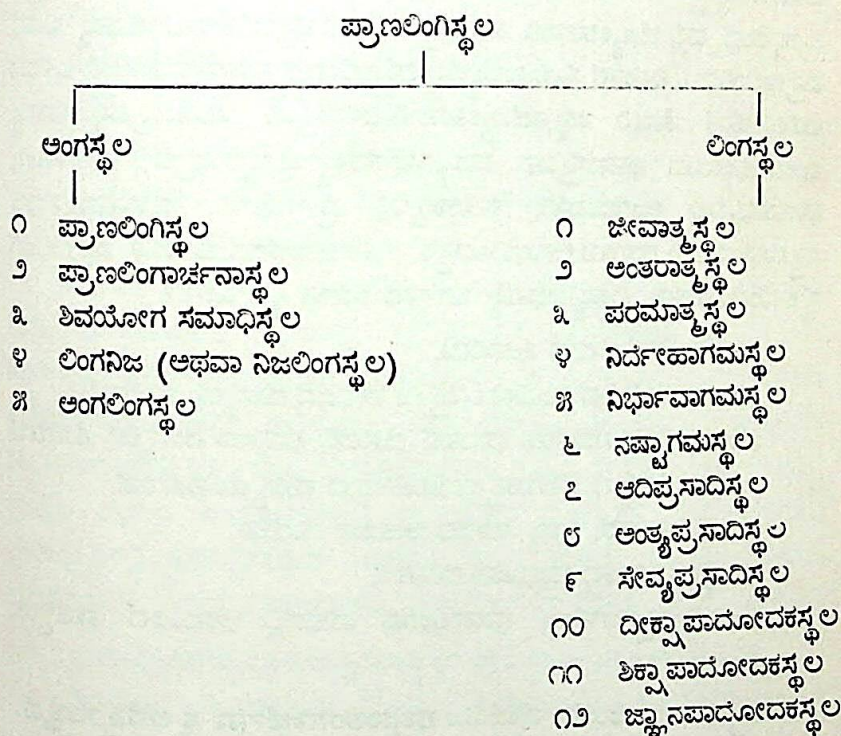 ಪ್ರಾಣಲಿಂಗಿಸ್ಥಲ
ಅಂಗಸ್ಥಲ
೧ ಪ್ರಾಣಲಿಂಗಿಸ್ಥಲ
೨ ಪ್ರಾಣಲಿಂಗಾರ್ಚನಾಸ್ಥಲ
೩ ಶಿವಯೋಗ ಸಮಾಧಿಸ್ಥಲ
೪ ಲಿಂಗನಿಜ (ಅಥವಾ ನಿಜಲಿಂಗಸ್ಥಲ)
೫ ಅಂಗಲಿಂಗಸ್ಥಲ
ಲಿಂಗಸ್ಥಲ
೧ ಜೀವಾತ್ಮಸ್ಥಲ
೨ ಅಂತರಾತ್ಮಸ್ಥಲ
೩ ಪರಮಾತ್ಮಸ್ಥಲ
೪ ನಿರ್ದೇಹಾಗಮಸ್ಥಲ
೫ ನಿರ್ಭಾವಾಗಮಸ್ಥಲ
೬ ನಷ್ಟಾಗಮಸ್ಥಲ
೭ ಆದಿಪ್ರಸಾದಿಸ್ಥಲ
೮ ಅಂತ್ಯಪ್ರಸಾದಿಸ್ಥಲ
೯ ಸೇವ್ಯಪ್ರಸಾದಿಸ್ಥಲ
೧೦ ದೀಕ್ಷಾಪಾದೋದಕಸ್ಥಲ
೧೧ ಶಿಕ್ಷಾಪಾದೋದಕಸ್ಥಲ
೧೨ ಜ್ಞಾನಪಾದೋದಕಸ್ಥಲ